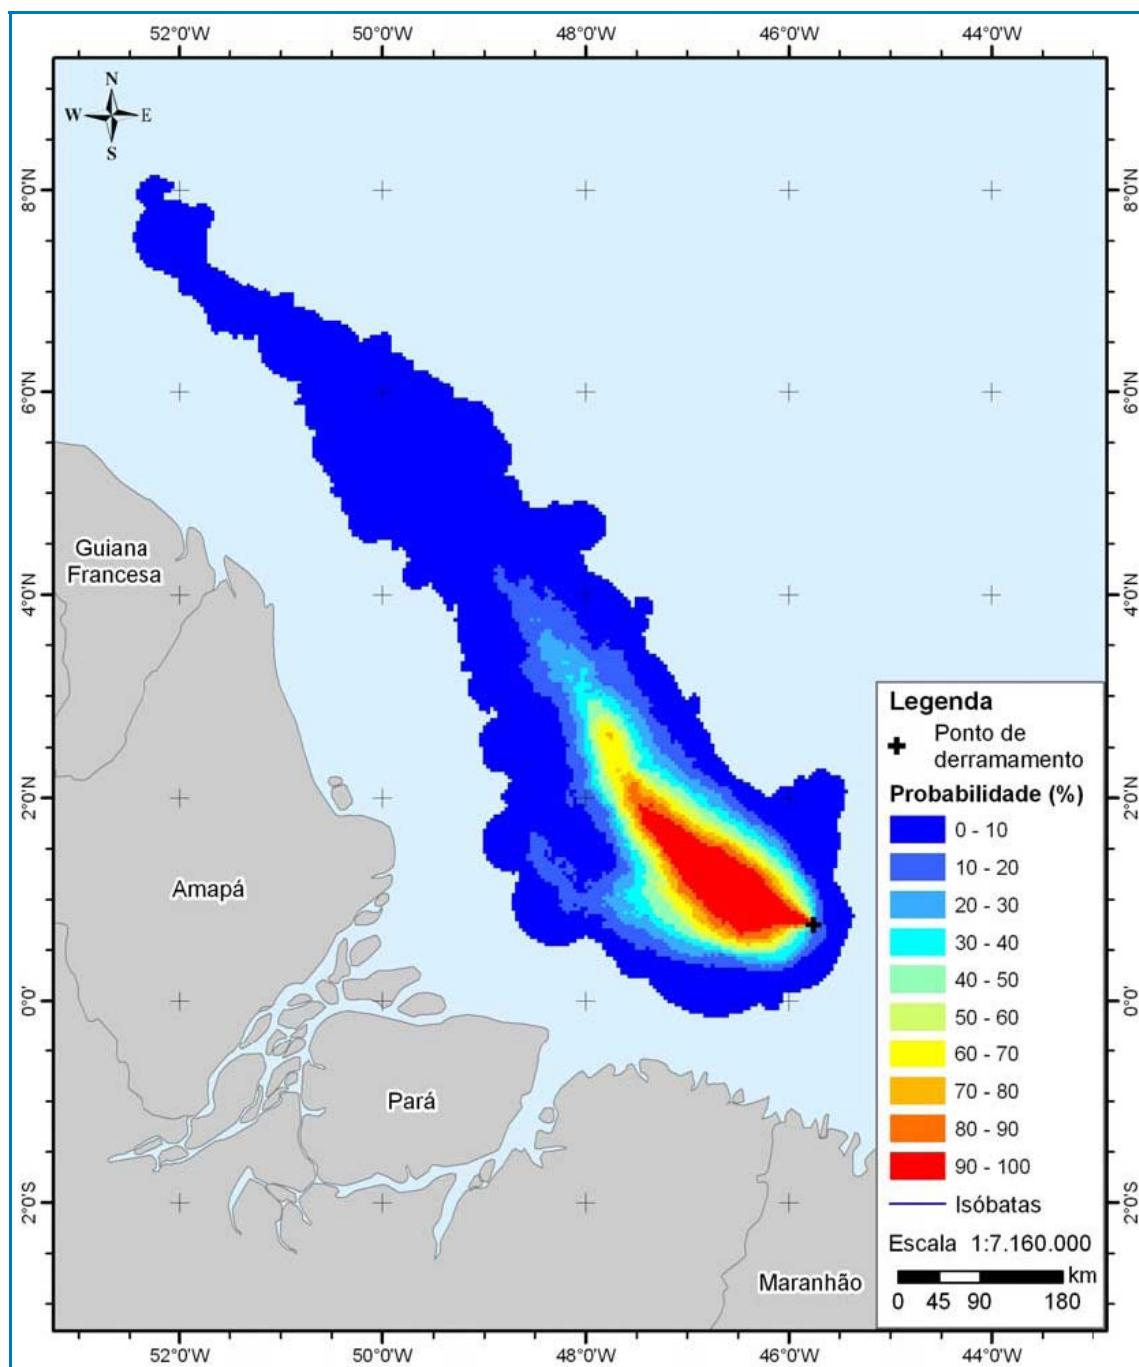 52°0'W 50°0'W 48°0'W 46°0'W 44°0'W
N
W E
S
8°0'N 8°0'N
6°0'N 6°0'N
Guiana
Francesa
4°0'N 4°0'N
2°0'N 2°0'N
Amapá
0°0' 0°0'
Pará
2°0'S 2°0'S
Maranhão
Legenda
Ponto de
derramamento
Probabilidade (%)
0 - 10
10 - 20
20 - 30
30 - 40
40 - 50
50 - 60
60 - 70
70 - 80
80 - 90
90 - 100
Isóbatas
Escala 1:7.160.000
km
0 45 90 180
52°0'W 50°0'W 48°0'W 46°0'W 44°0'W